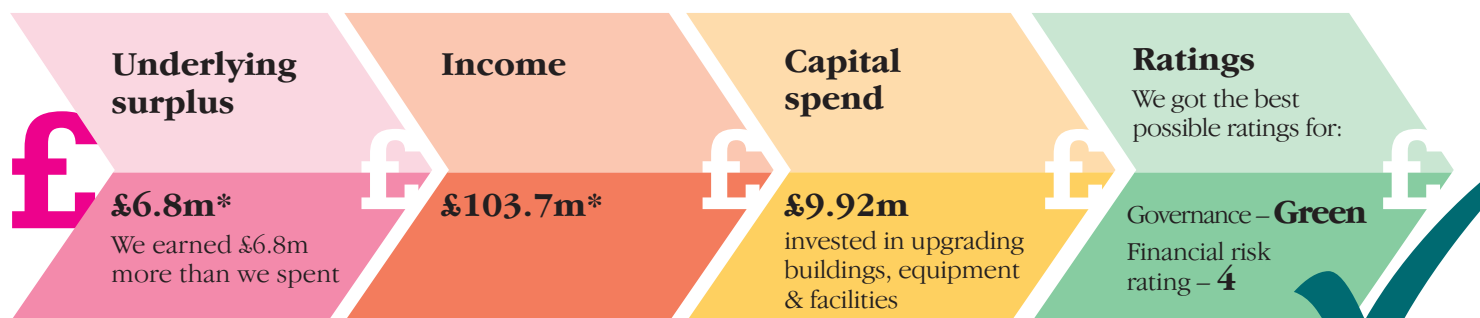 £
Underlying
surplus
£6.8m*
We earned £6.8m
more than we spent
£
Income
£103.7m*
£
Capital
spend
£9.92m
invested in upgrading
buildings, equipment
& facilities
£
Ratings
We got the best
possible ratings for:
Governance – Green
Financial risk
rating – 4
£